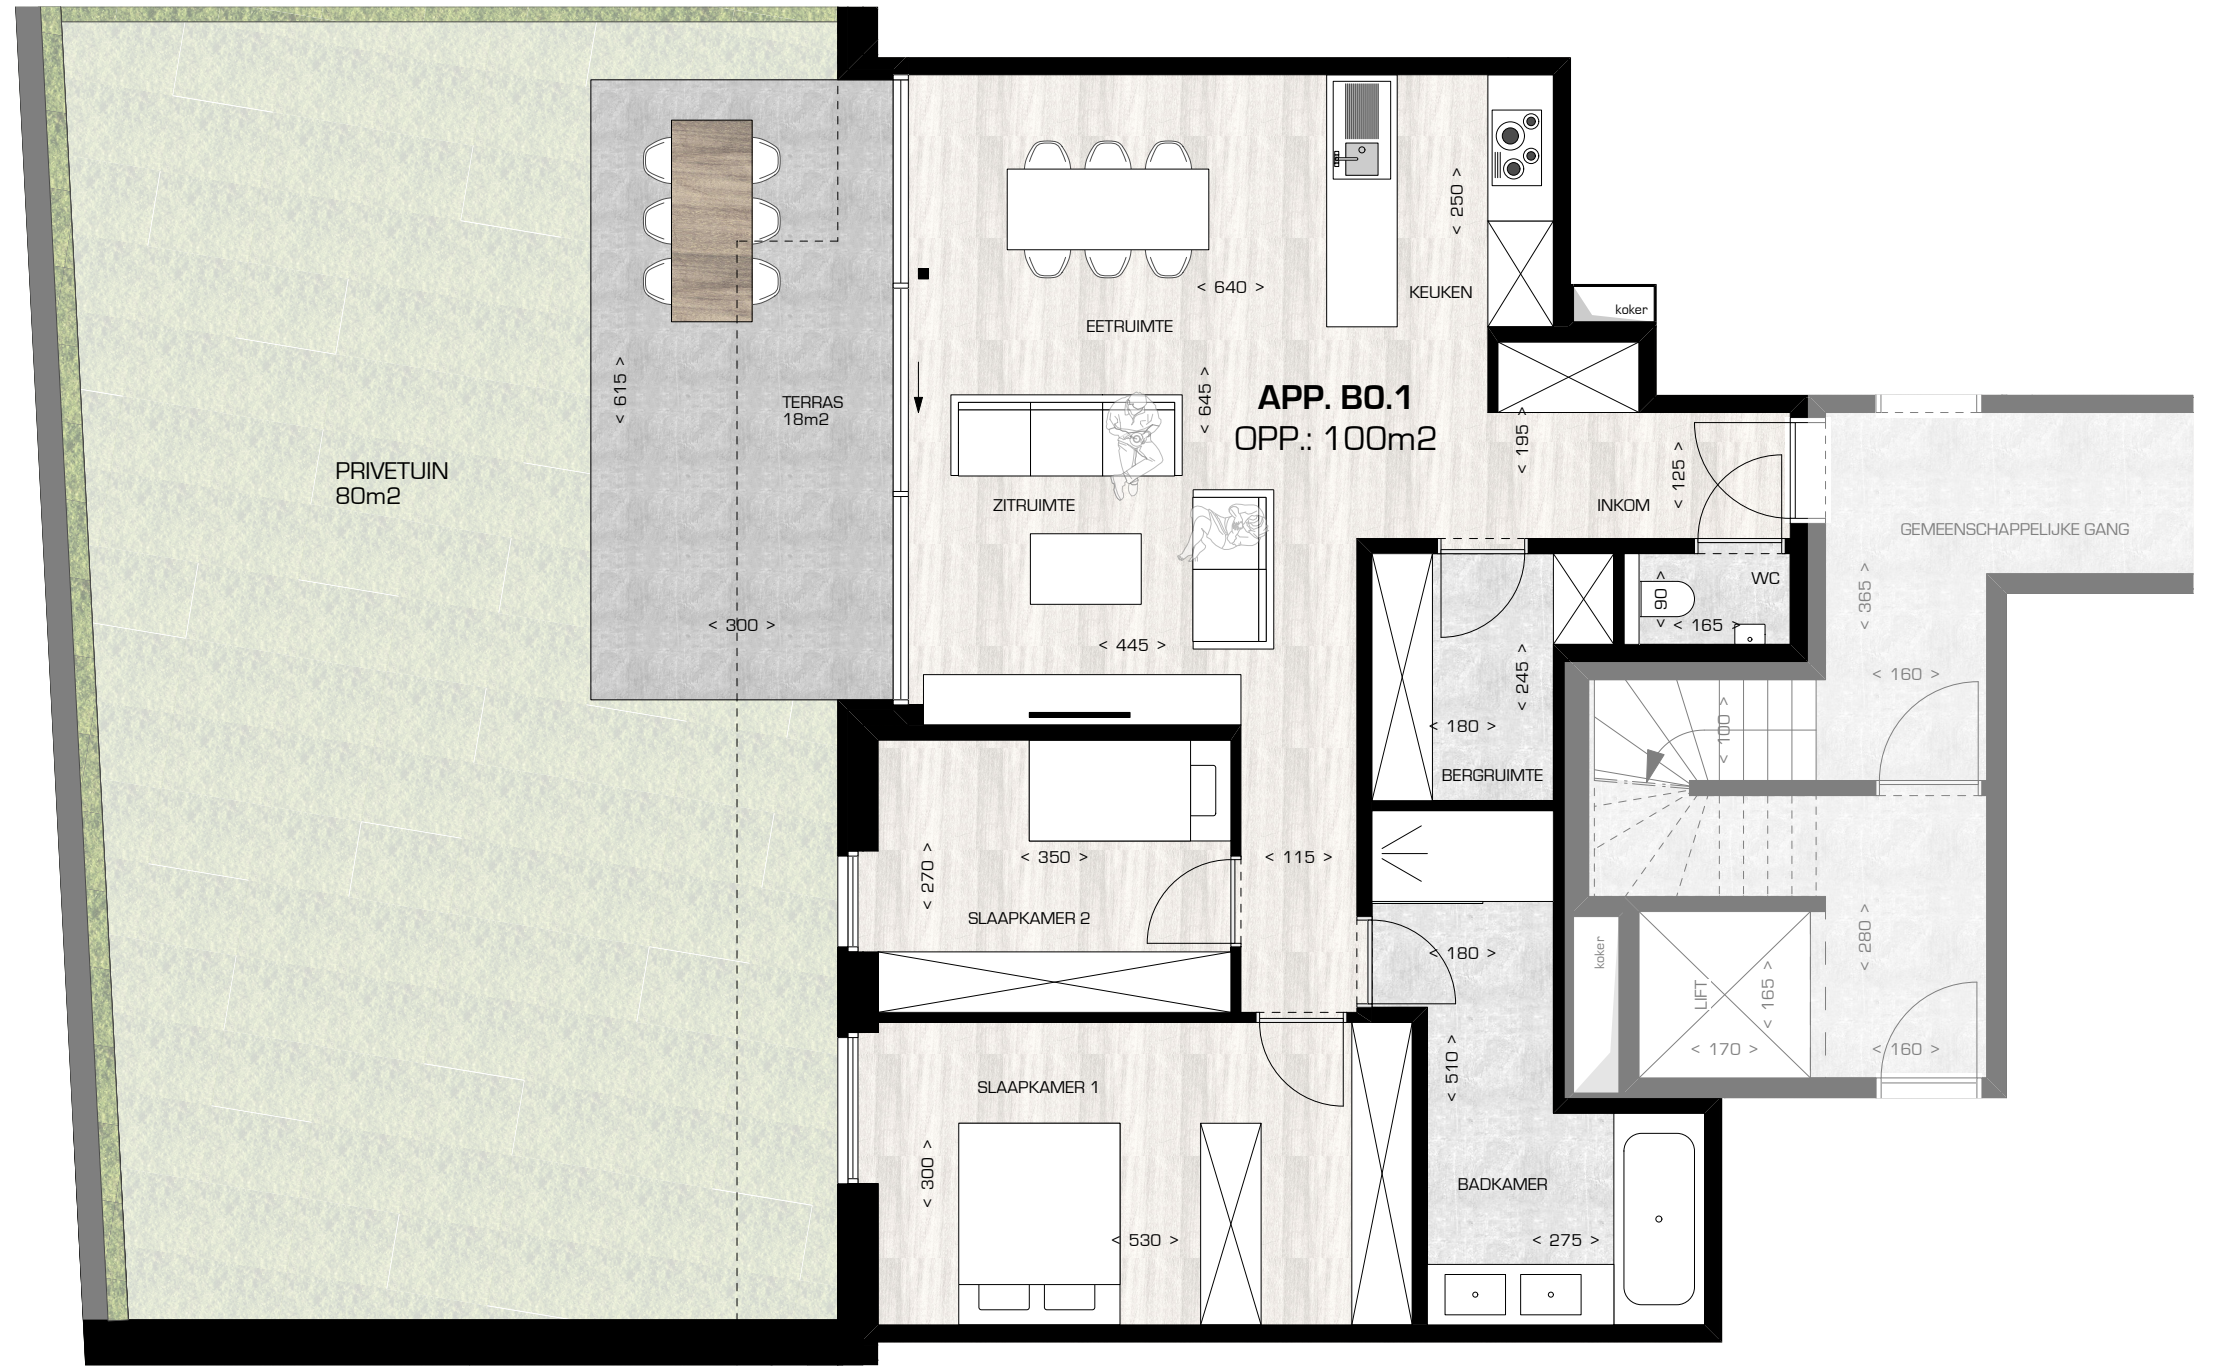 < 250 >
< 640 >
KEUKEN
koker
EETRUIMTE
< 615 >
TERRAS
18m2
< 645 >
APP. B0.1
OPP.: 100m2
< 195 >
< 125 >
PRIVETUIN
80m2
ZITRUIMTE
INKOM
GEMEENSCHAPPELIJKE GANG
WC
< 90 >
< 165 >
< 365 >
< 300 >
< 445 >
< 245 >
< 160 >
< 180 >
< 100 >
BERGRUIMTE
< 270 >
< 350 >
< 115 >
SLAAPKAMER 2
< 180 >
koker
< 280 >
LIFT
< 165 >
< 170 >
< 160 >
< 510 >
SLAAPKAMER 1
< 300 >
BADKAMER
< 530 >
< 275 >